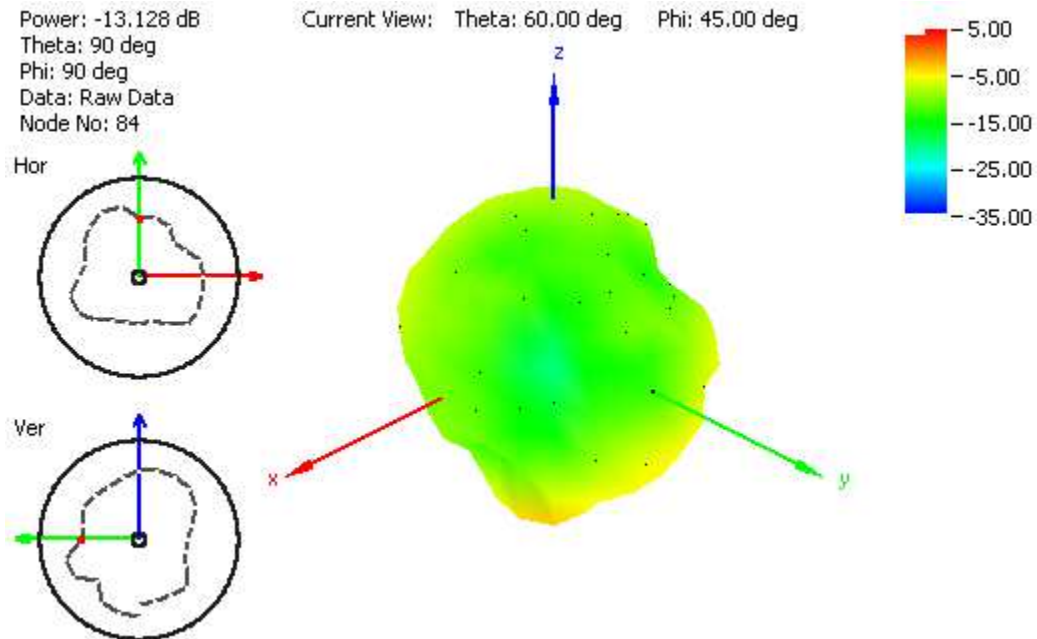 Power: -13.128 dB
Theta: 90 deg
Phi: 90 deg
Data: Raw Data
Node No: 84
Current View: Theta: 60.00 deg Phi: 45.00 deg
5.00
-5.00
-15.00
-25.00
-35.00
Hor
Ver
z
x
y